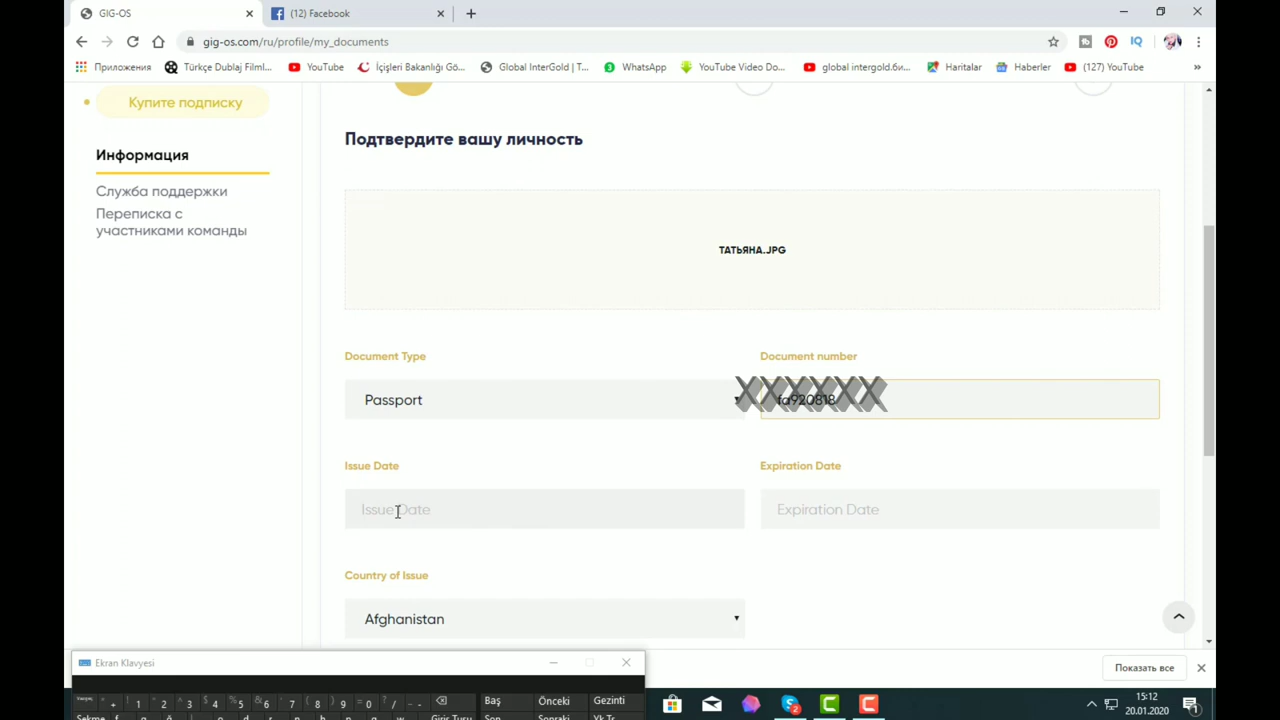 GIG-OS
(12) Facebook
gig-os.com/ru/profile/my_documents
Приложения
Türkçe Dublaj Filml...
YouTube
İçişleri Bakanlığı Gö...
Global InterGold | T...
WhatsApp
YouTube Video Do...
global intergold.би...
Haritalar
Haberler
(127) YouTube
»
Купите подписку
Информация
Служба поддержки
Переписка с
участниками команды
Подтвердите вашу личность
ТАТЬЯНА.JPG
Document Type
Document number
Passport
XXXXXX
Issue Date
Expiration Date
Issue Date
Expiration Date
Country of Issue
Afghanistan
Ekran Klavyesi
Показать все
Baş
Önceki
Gezinti
15:12
20.01.2020